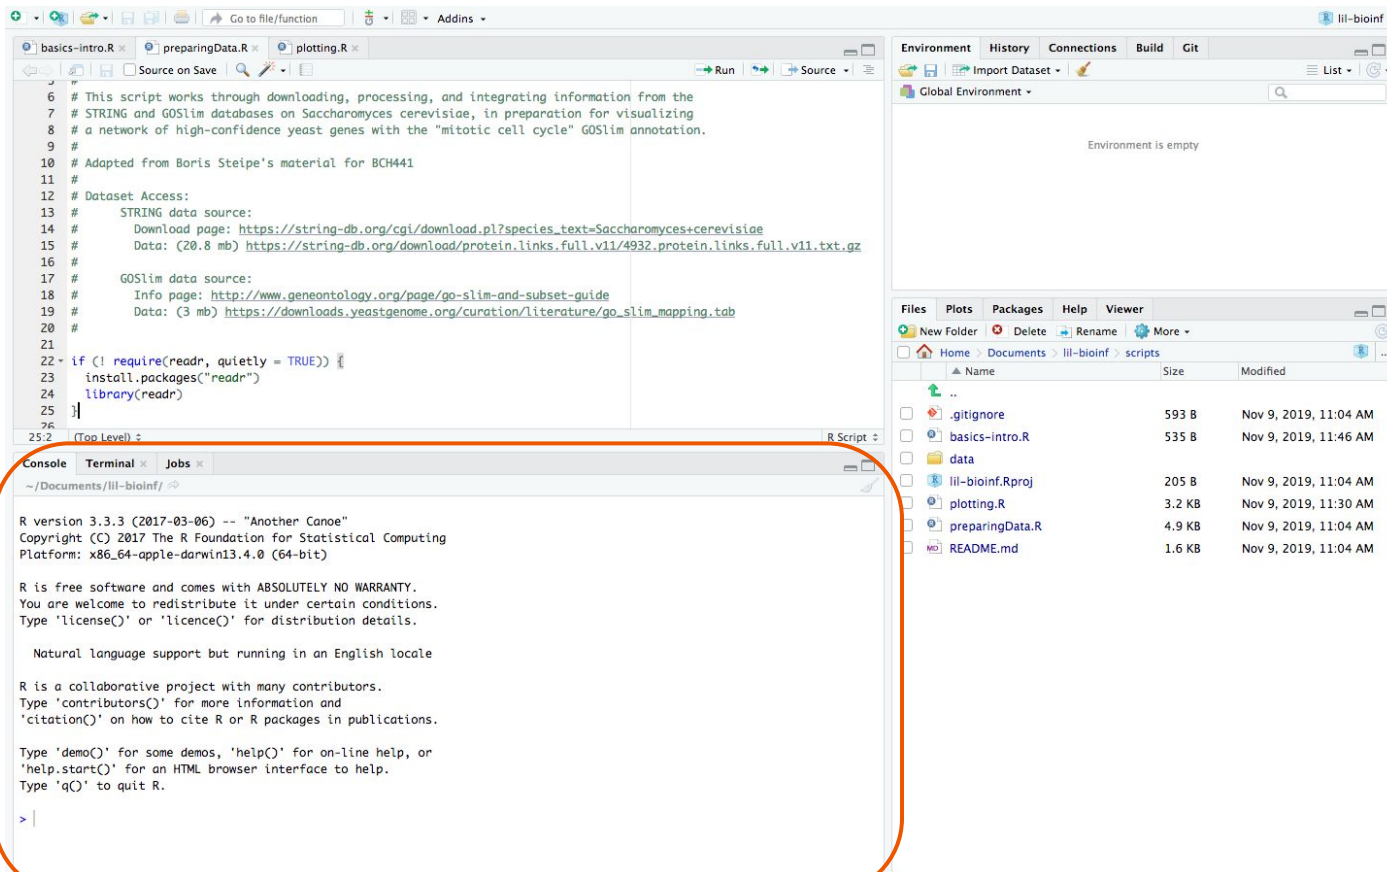 Go to file/function
Addins
lil-bioinf
basics-intro.R
preparingData.R
plotting.R
Source on Save
Run
Source
6 # This script works through downloading, processing, and integrating information from the
7 # STRING and GOSlim databases on Saccharomyces cerevisiae, in preparation for visualizing
8 # a network of high-confidence yeast genes with the "mitotic cell cycle" GOSlim annotation.
9 #
10 # Adapted from Boris Steipe's material for BCH441
11 #
12 # Dataset Access:
13 #      STRING data source:
14 #        Download page: https://string-db.org/cgi/download.pl?species_text=Saccharomyces+cerevisiae
15 #        Data: (20.8 mb) https://string-db.org/download/protein.links.full.v11/4932.protein.links.full.v11.txt.gz
16 #
17 #      GOSlim data source:
18 #        Info page: http://www.geneontology.org/page/go-slim-and-subset-guide
19 #        Data: (3 mb) https://downloads.yeastgenome.org/curation/literature/go_slim_mapping.tab
20 #
21
22 if (! require(readr, quietly = TRUE)) {
23   install.packages("readr")
24   library(readr)
25 }
26
25:2 (Top Level) R Script
Console Terminal Jobs
~/Documents/lil-bioinf/
R version 3.3.3 (2017-03-06) -- "Another Canoe"
Copyright (C) 2017 The R Foundation for Statistical Computing
Platform: x86_64-apple-darwin13.4.0 (64-bit)
R is free software and comes with ABSOLUTELY NO WARRANTY.
You are welcome to redistribute it under certain conditions.
Type 'license()' or 'licence()' for distribution details.
Natural language support but running in an English locale
R is a collaborative project with many contributors.
Type 'contributors()' for more information and
'citation()' on how to cite R or R packages in publications.
Type 'demo()' for some demos, 'help()' for on-line help, or
'help.start()' for an HTML browser interface to help.
Type 'q()' to quit R.
>
Environment History Connections Build Git
Import Dataset List
Global Environment
Environment is empty
Files Plots Packages Help Viewer
New Folder Delete Rename More
Home Documents lil-bioinf scripts ...
Name Size Modified
..
.gitignore 593 B Nov 9, 2019, 11:04 AM
basics-intro.R 535 B Nov 9, 2019, 11:46 AM
data
lil-bioinf.Rproj 205 B Nov 9, 2019, 11:04 AM
plotting.R 3.2 KB Nov 9, 2019, 11:30 AM
preparingData.R 4.9 KB Nov 9, 2019, 11:04 AM
README.md 1.6 KB Nov 9, 2019, 11:04 AM